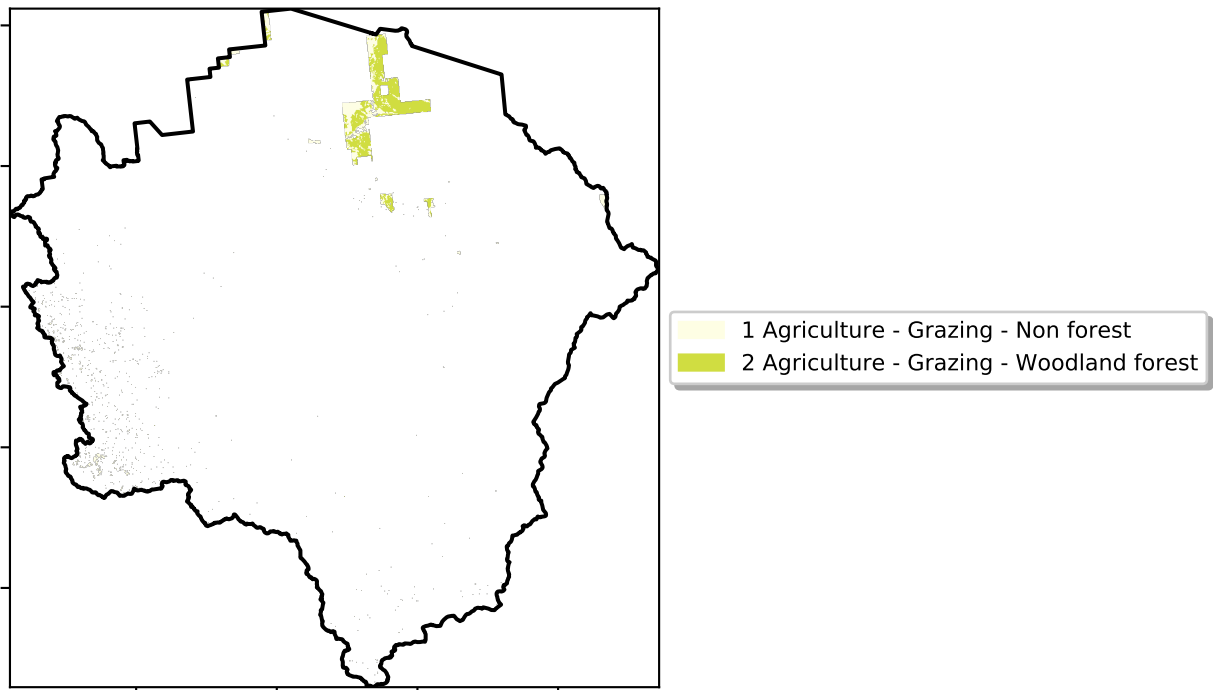 1 Agriculture - Grazing - Non forest
2 Agriculture - Grazing - Woodland forest